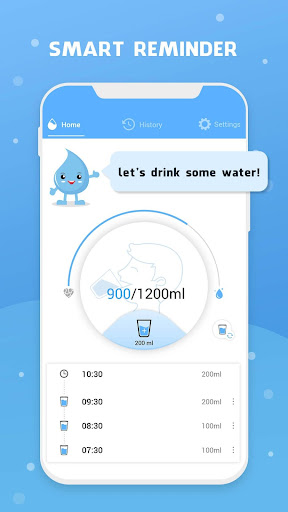 SMART REMINDER
Home
History
Settings
let's drink some water!
900/1200ml
200 ml
10:30 200ml
09:30 200ml
08:30 100ml
07:30 100ml